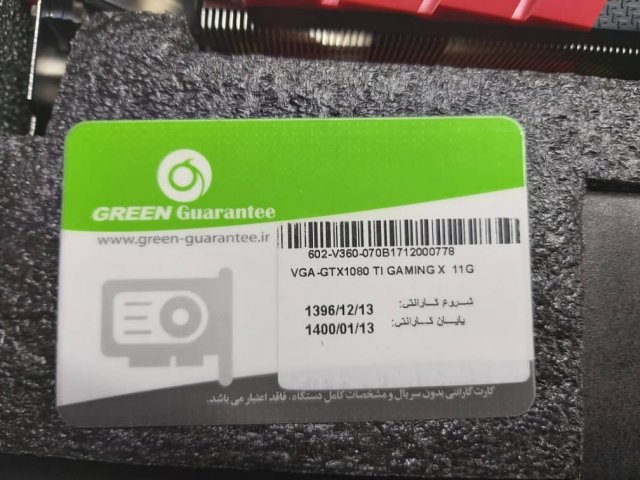 GREEN Guarantee
www.green-guarantee.ir
602-V360-070B1712000778
VGA-GTX1080 TI GAMING X 11G
شروع گارانتی: 1396/12/13
پایان گارانتی: 1400/01/13
کارت گارانتی بدون سریال و مشخصات کامل دستگاه، فاقد اعتبار می باشد.